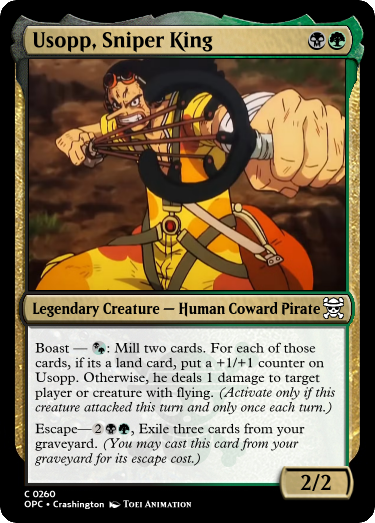 Usopp, Sniper King
Legendary Creature — Human Coward Pirate
Boast — : Mill two cards. For each of those
cards, if its a land card, put a +1/+1 counter on
Usopp. Otherwise, he deals 1 damage to target
player or creature with flying. (Activate only if this
creature attacked this turn and only once each turn.)
Escape— 2 , Exile three cards from your
graveyard. (You may cast this card from your
graveyard for its escape cost.)
2/2
C 0260
OPC • Crashington TOEI ANIMATION